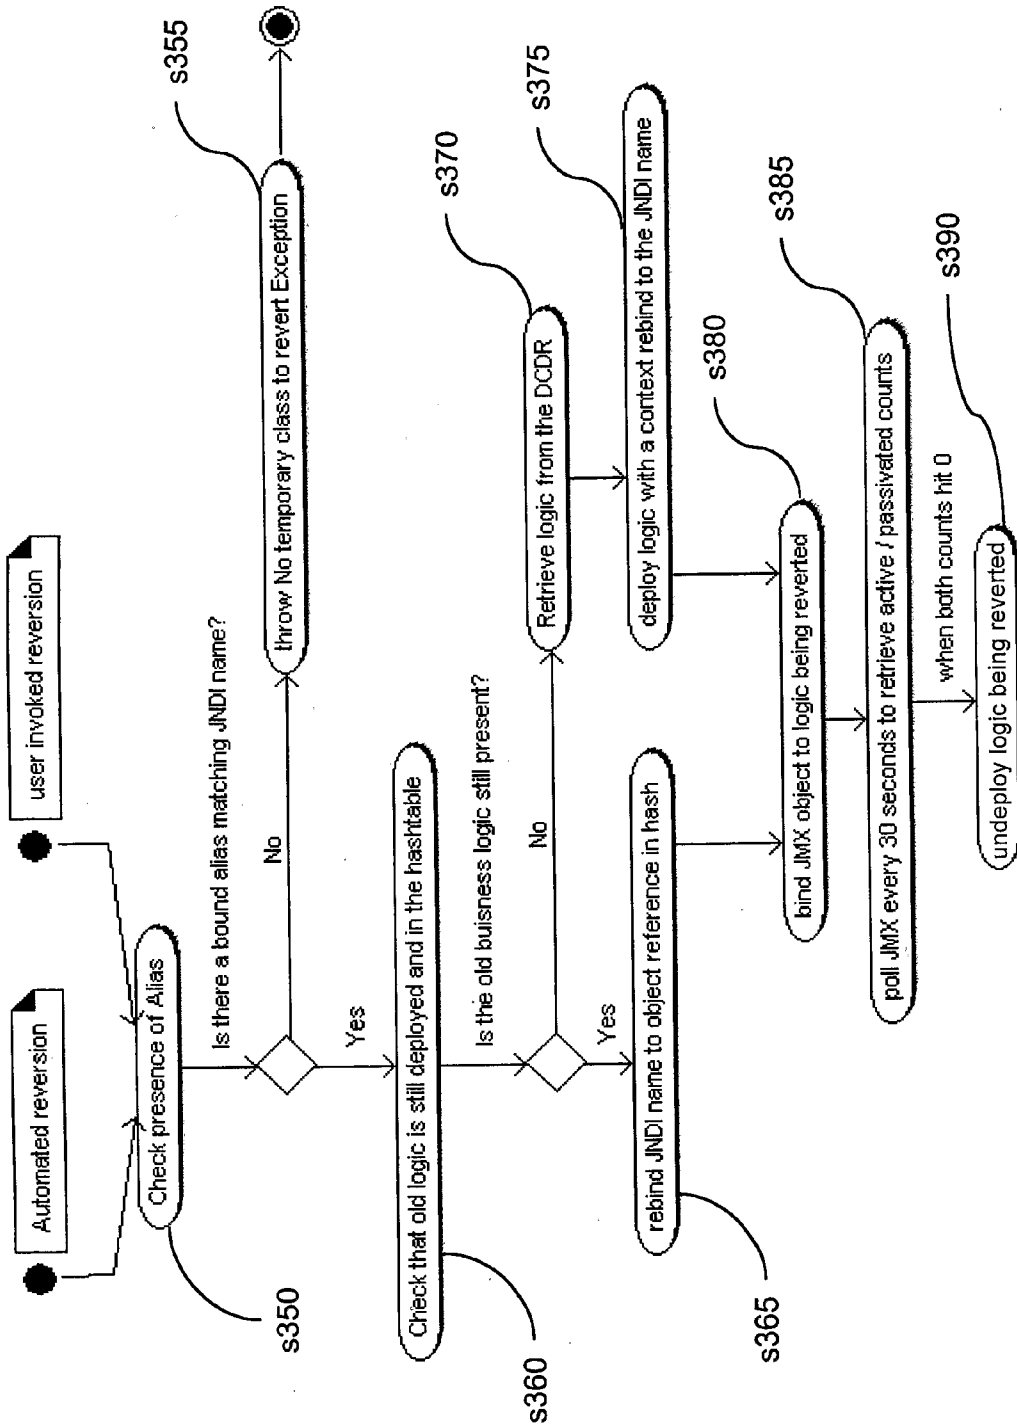 Automated reversion
user invoked reversion
Check presence of Alias
s350
Is there a bound alias matching JNDI name?
No
throw No temporary class to revert Exception
s355
Yes
Check that old logic is still deployed and in the hashtable
s360
Is the old buisness logic still present?
No
Retrieve logic from the DCDR
s370
Yes
rebind JNDI name to object reference in hash
s365
deploy logic with a context rebind to the JNDI name
s375
bind JMX object to logic being reverted
s380
poll JMX every 30 seconds to retrieve active / passivated counts
s385
when both counts hit 0
undeploy logic being reverted
s390